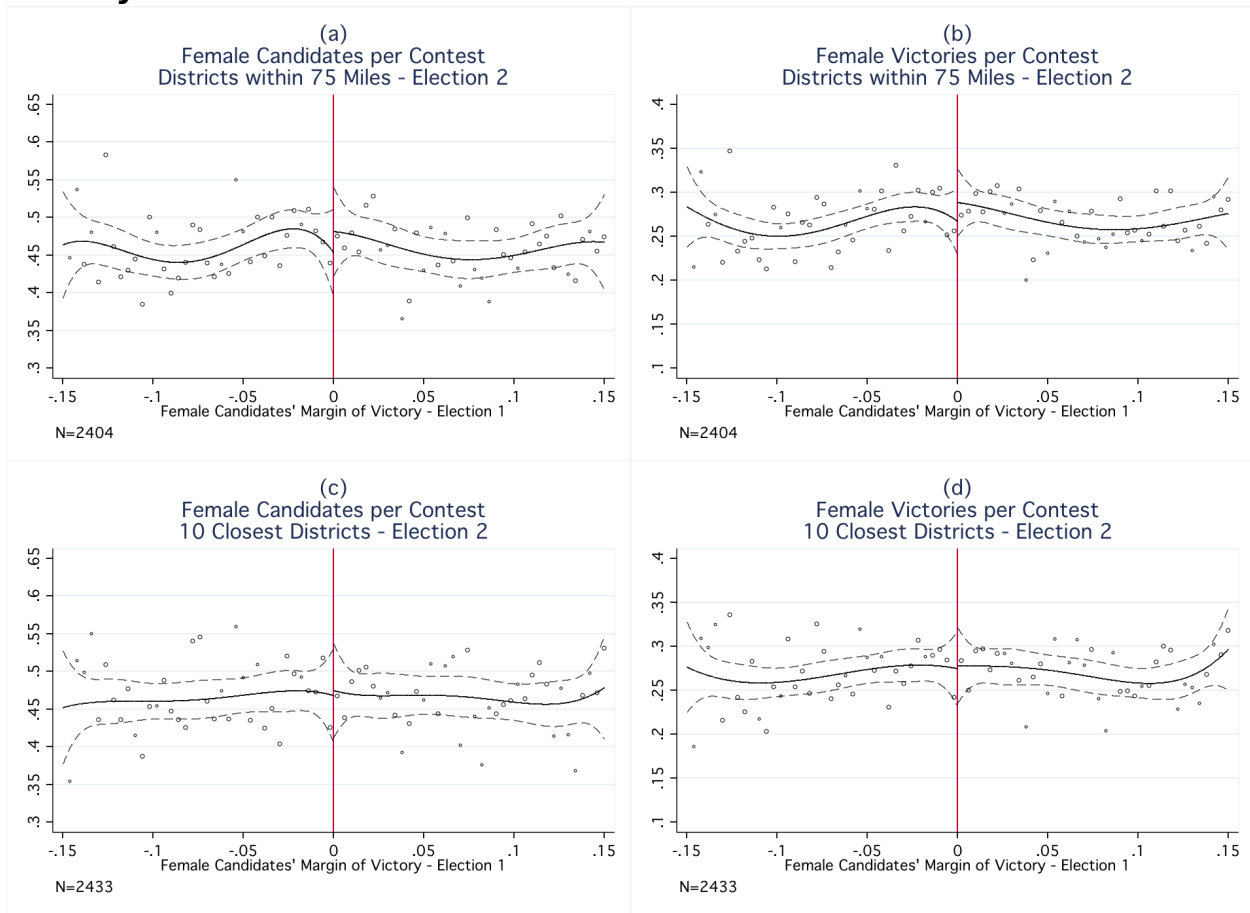 (a)
Female Candidates per Contest
Districts within 75 Miles - Election 2
.65
.6
.55
.5
.45
.4
.35
.3
-.15 -.1 -.05 0 .05 .1 .15
Female Candidates' Margin of Victory - Election 1
N=2404
(b)
Female Victories per Contest
Districts within 75 Miles - Election 2
.4
.35
.3
.25
.2
.15
.1
-.15 -.1 -.05 0 .05 .1 .15
Female Candidates' Margin of Victory - Election 1
N=2404
(c)
Female Candidates per Contest
10 Closest Districts - Election 2
.65
.6
.55
.5
.45
.4
.35
.3
-.15 -.1 -.05 0 .05 .1 .15
Female Candidates' Margin of Victory - Election 1
N=2433
(d)
Female Victories per Contest
10 Closest Districts - Election 2
.4
.35
.3
.25
.2
.15
.1
-.15 -.1 -.05 0 .05 .1 .15
Female Candidates' Margin of Victory - Election 1
N=2433